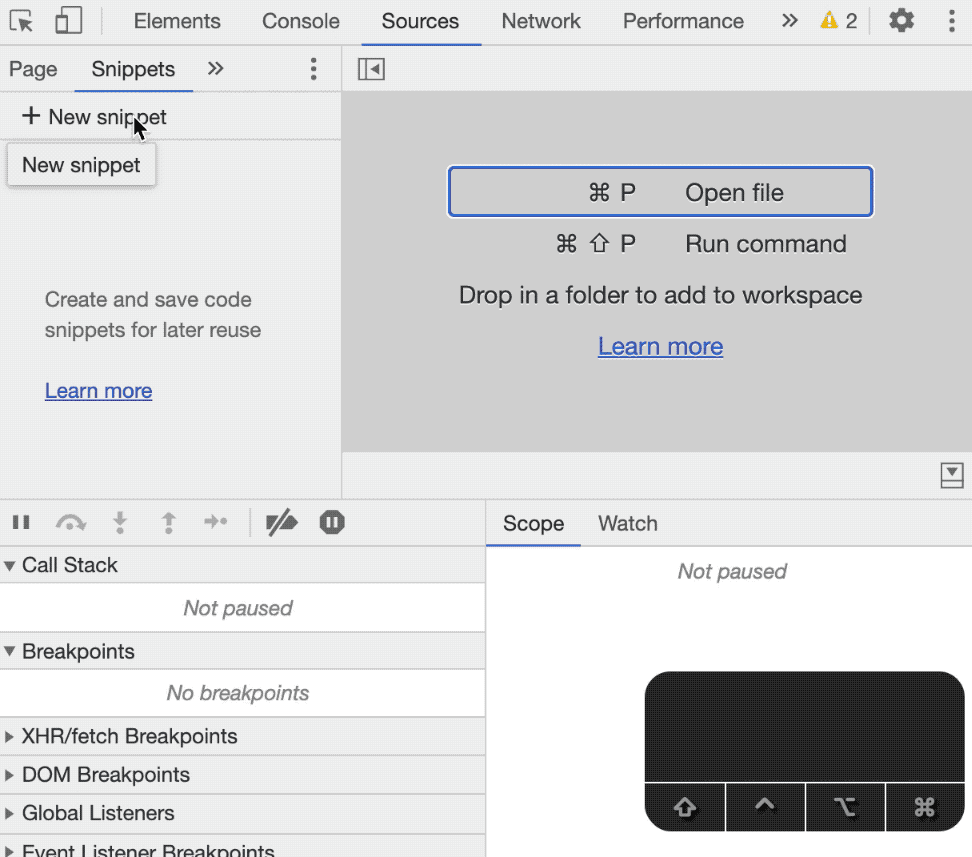 Elements Console Sources Network Performance » 2
Page Snippets »
+ New snippet
New snippet
Create and save code
snippets for later reuse
Learn more
⌘ P Open file
⌘ ⇧ P Run command
Drop in a folder to add to workspace
Learn more
Scope Watch
Not paused
Call Stack
Not paused
Breakpoints
No breakpoints
XHR/fetch Breakpoints
DOM Breakpoints
Global Listeners
Event Listener Breakpoints
⇧ ⌃ ⌥ ⌘